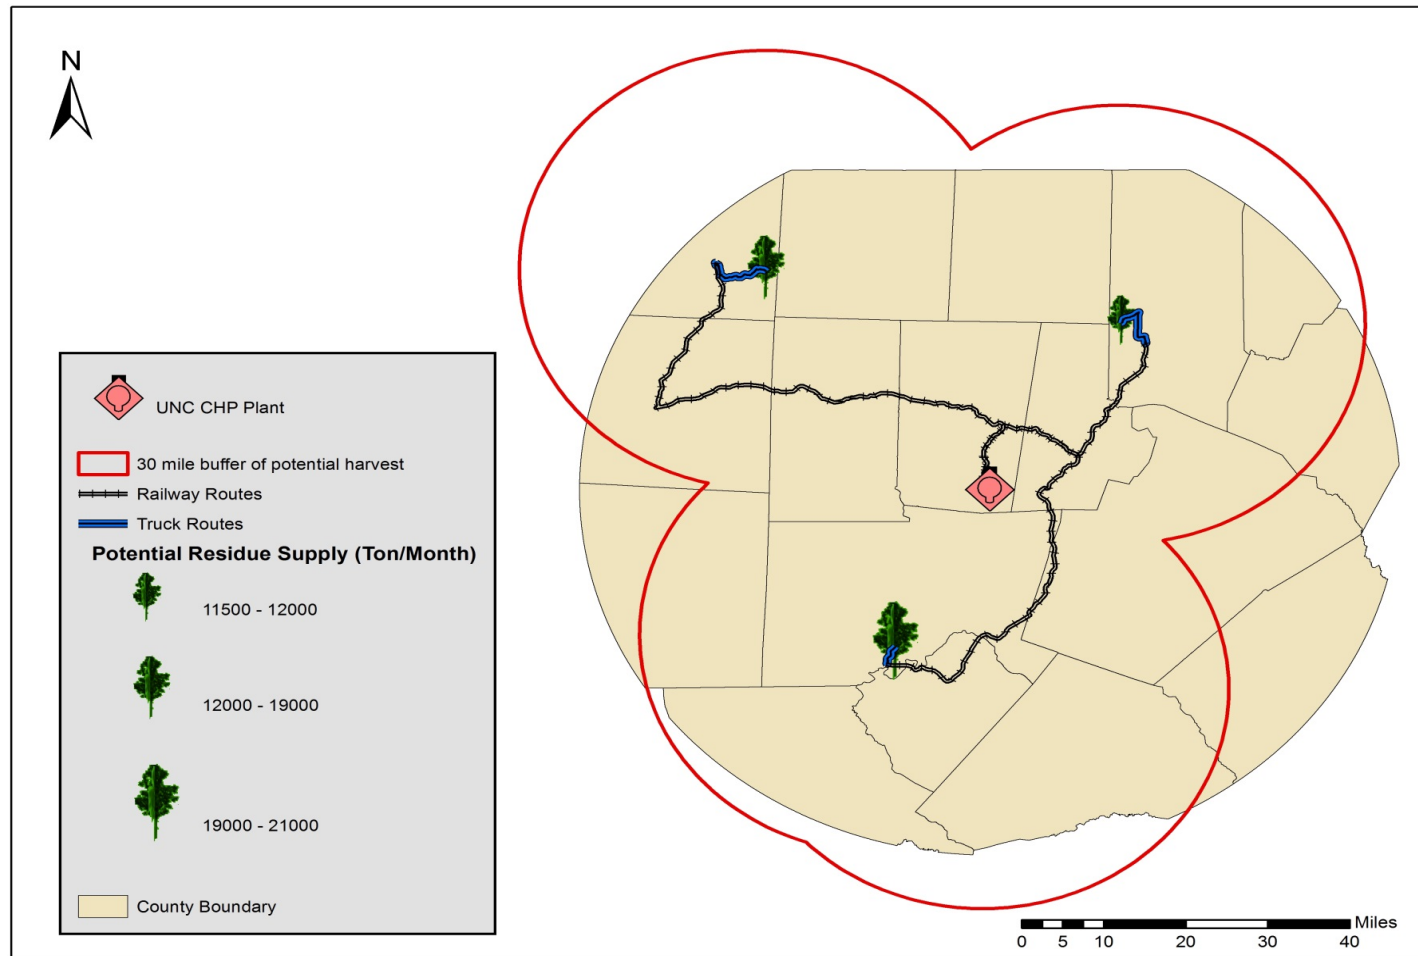 N
UNC CHP Plant
30 mile buffer of potential harvest
Railway Routes
Truck Routes
Potential Residue Supply (Ton/Month)
11500 - 12000
12000 - 19000
19000 - 21000
County Boundary
Miles
0 5 10 20 30 40